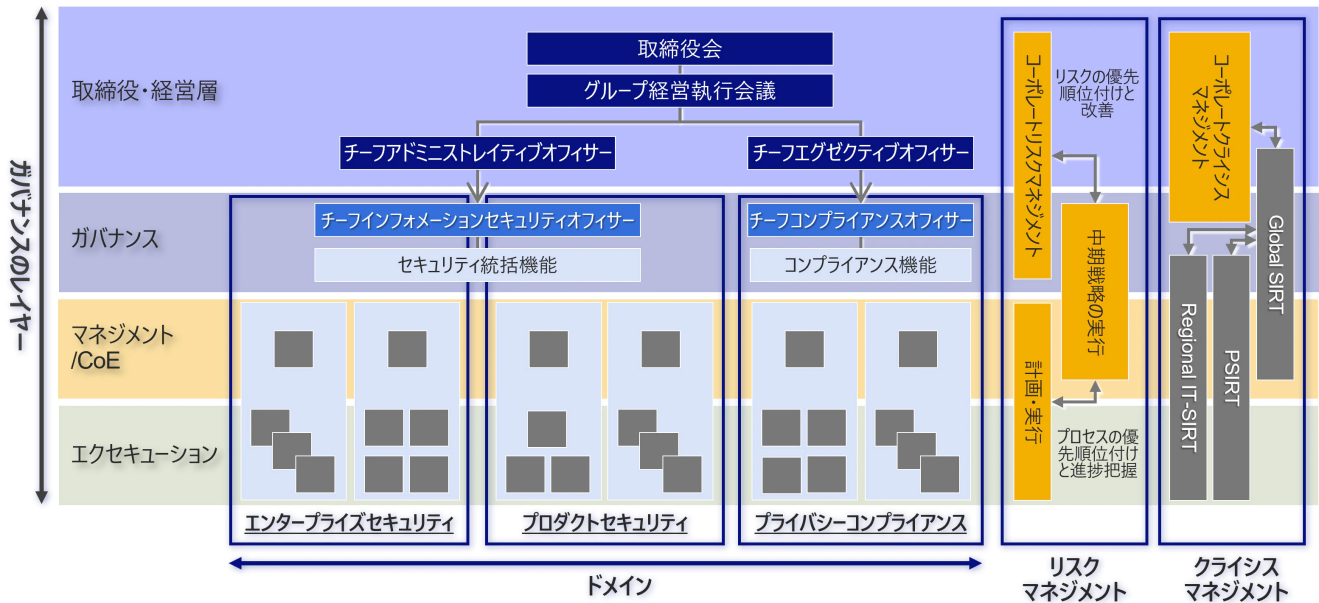 ガバナンスのレイヤー
取締役・経営層
取締役会
グループ経営執行会議
チーフアドミニストレイティブオフィサー
チーフエグゼクティブオフィサー
ガバナンス
チーフインフォメーションセキュリティオフィサー
セキュリティ統括機能
チーフコンプライアンスオフィサー
コンプライアンス機能
マネジメント
/CoE
エクセキューション
エンタープライズセキュリティ
プロダクトセキュリティ
プライバシーコンプライアンス
ドメイン
コーポレートリスクマネジメント
リスクの優先
順位付けと
改善
中期戦略の実行
計画・実行
プロセスの優
先順位付け
と進捗把握
リスク
マネジメント
コーポレートクライシス
マネジメント
Global SIRT
Regional IT-SIRT
PSIRT
クライシス
マネジメント